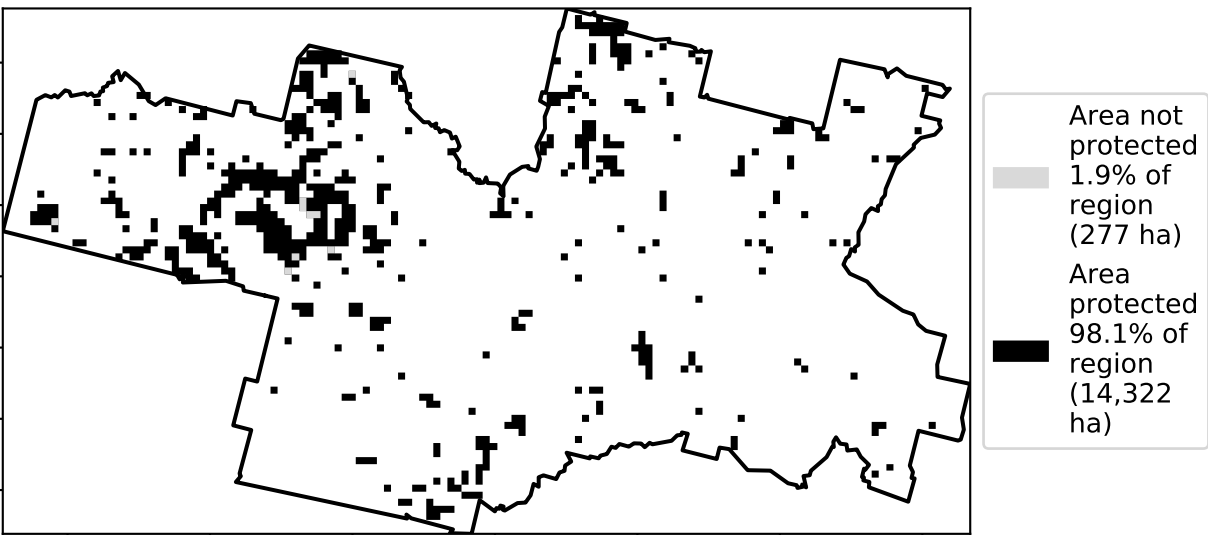 Area not
protected
1.9% of
region
(277 ha)
Area
protected
98.1% of
region
(14,322
ha)